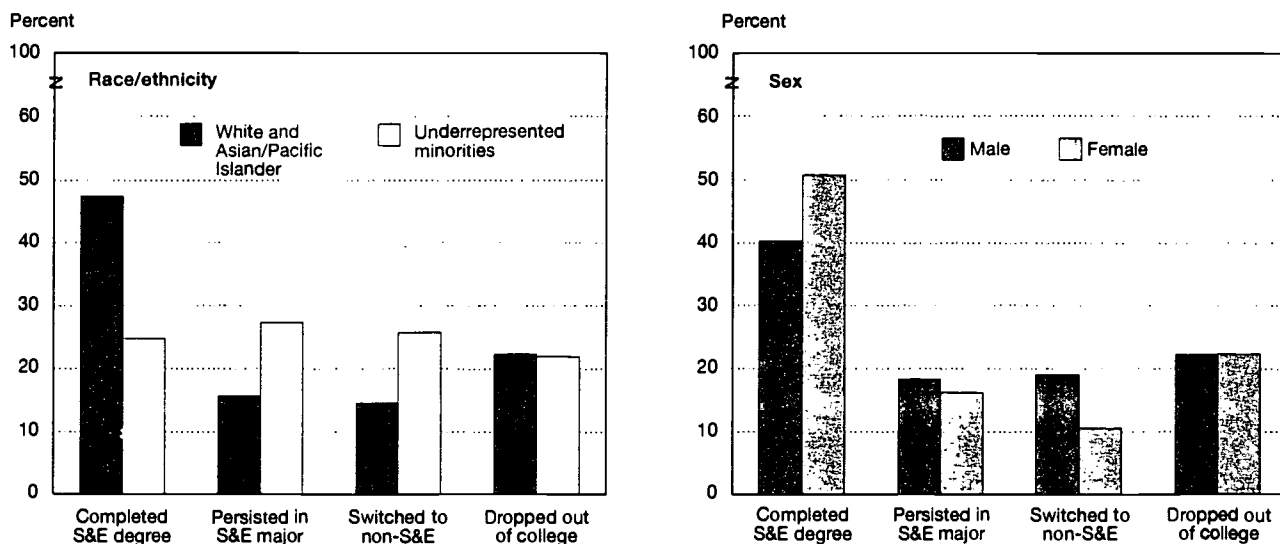 Percent
100
Race/ethnicity
60
White and
Asian/Pacific
Islander
Underrepresented
minorities
50
40
30
20
10
0
Completed
S&E degree
Persisted in
S&E major
Switched to
non-S&E
Dropped out
of college
Percent
100
Sex
60
Male
Female
50
40
30
20
10
0
Completed
S&E degree
Persisted in
S&E major
Switched to
non-S&E
Dropped out
of college